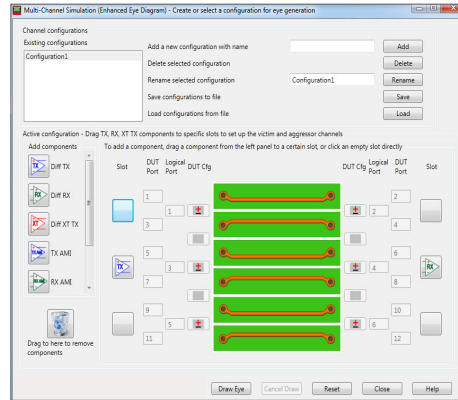 Multi-Channel Simulation (Enhanced Eye Diagram) - Create or select a configuration for eye generation
Channel configurations
Existing configurations
Configuration1
Add a new configuration with name
Add
Delete selected configuration
Delete
Rename selected configuration
Configuration1
Rename
Save configurations to file
Save
Load configurations from file
Load
Active configuration - Drag TX, RX, XT TX components to specific slots to set up the victim and aggressor channels
Add components
To add a component, drag a component from the left panel to a certain slot, or click an empty slot directly
TX Diff TX
RX Diff RX
XT Diff XT TX
TX AMI
RX AMI
Drag to here to remove
components
Slot
DUT Port
Logical Port
DUT Cfg
DUT Cfg
Logical Port
DUT Port
Slot
1
2
1 ±
± 2
3
4
5
6
TX
3 ±
± 4
RX
7
8
9
10
5 ±
± 6
11
12
Draw Eye
Cancel Draw
Reset
Close
Help